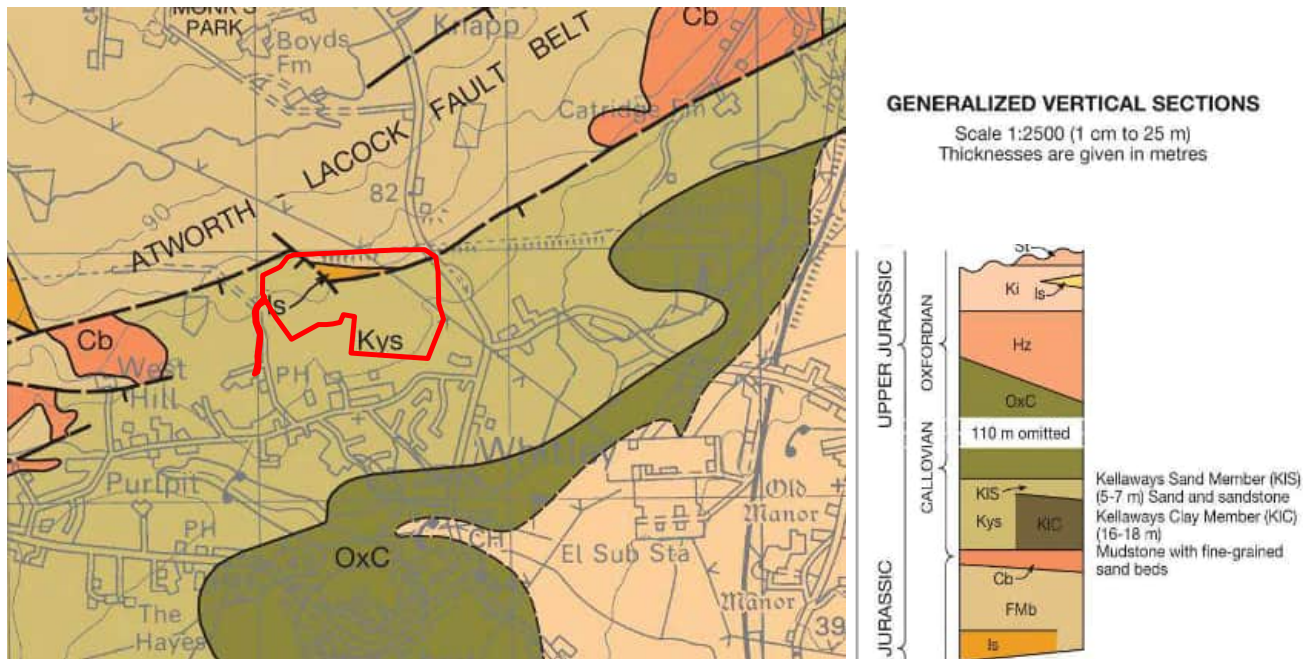 MONK'S
PARK
Boyds
Fm
Knapp
Cb
ATWORTH - LACOCK FAULT BELT
Catridge Fm
82
90
ls
Kys
Cb
West
Hill
PH
Whitley
Purlpit
PH
CH
OxC
Old
Manor
El Sub Sta
Manor
The
Hayes
39
GENERALIZED VERTICAL SECTIONS
Scale 1:2500 (1 cm to 25 m)
Thicknesses are given in metres
UPPER JURASSIC
OXFORDIAN
St
Ki
ls
Hz
OxC
110 m omitted
CALLOVIAN
KlS
Kys
KlC
Kellaways Sand Member (KlS)
(5-7 m) Sand and sandstone
Kellaways Clay Member (KlC)
(16-18 m)
Mudstone with fine-grained
sand beds
Cb
FMb
JURASSIC
ls